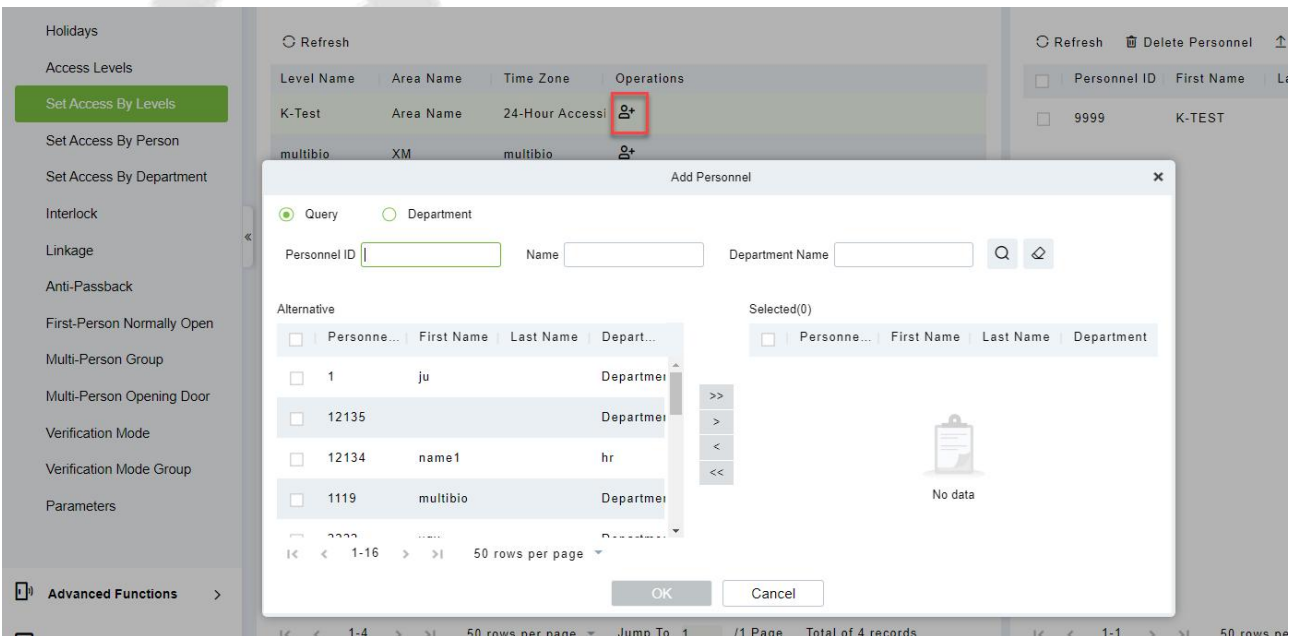 Holidays
Access Levels
Set Access By Levels
Set Access By Person
Set Access By Department
Interlock
Linkage
Anti-Passback
First-Person Normally Open
Multi-Person Group
Multi-Person Opening Door
Verification Mode
Verification Mode Group
Parameters
Advanced Functions >
Refresh
Level Name Area Name Time Zone Operations
K-Test Area Name 24-Hour Accessi
multibio XM multibio
Refresh Delete Personnel
Personnel ID First Name La
9999 K-TEST
Add Personnel
Query Department
Personnel ID Name Department Name
Alternative
Personne... First Name Last Name Depart...
1 ju Departmen
12135 Departmen
12134 name1 hr
1119 multibio Departmen
>>
>
<
<<
Selected(0)
Personne... First Name Last Name Department
No data
|< < 1-16 > >| 50 rows per page
OK Cancel
|< < 1-4 > >| 50 rows per page Jump To 1 /1 Page Total of 4 records
|< < 1-1 > >| 50 rows pe